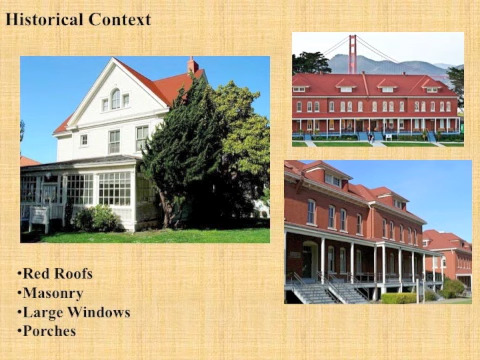 Historical Context
•Red Roofs
•Masonry
•Large Windows
•Porches